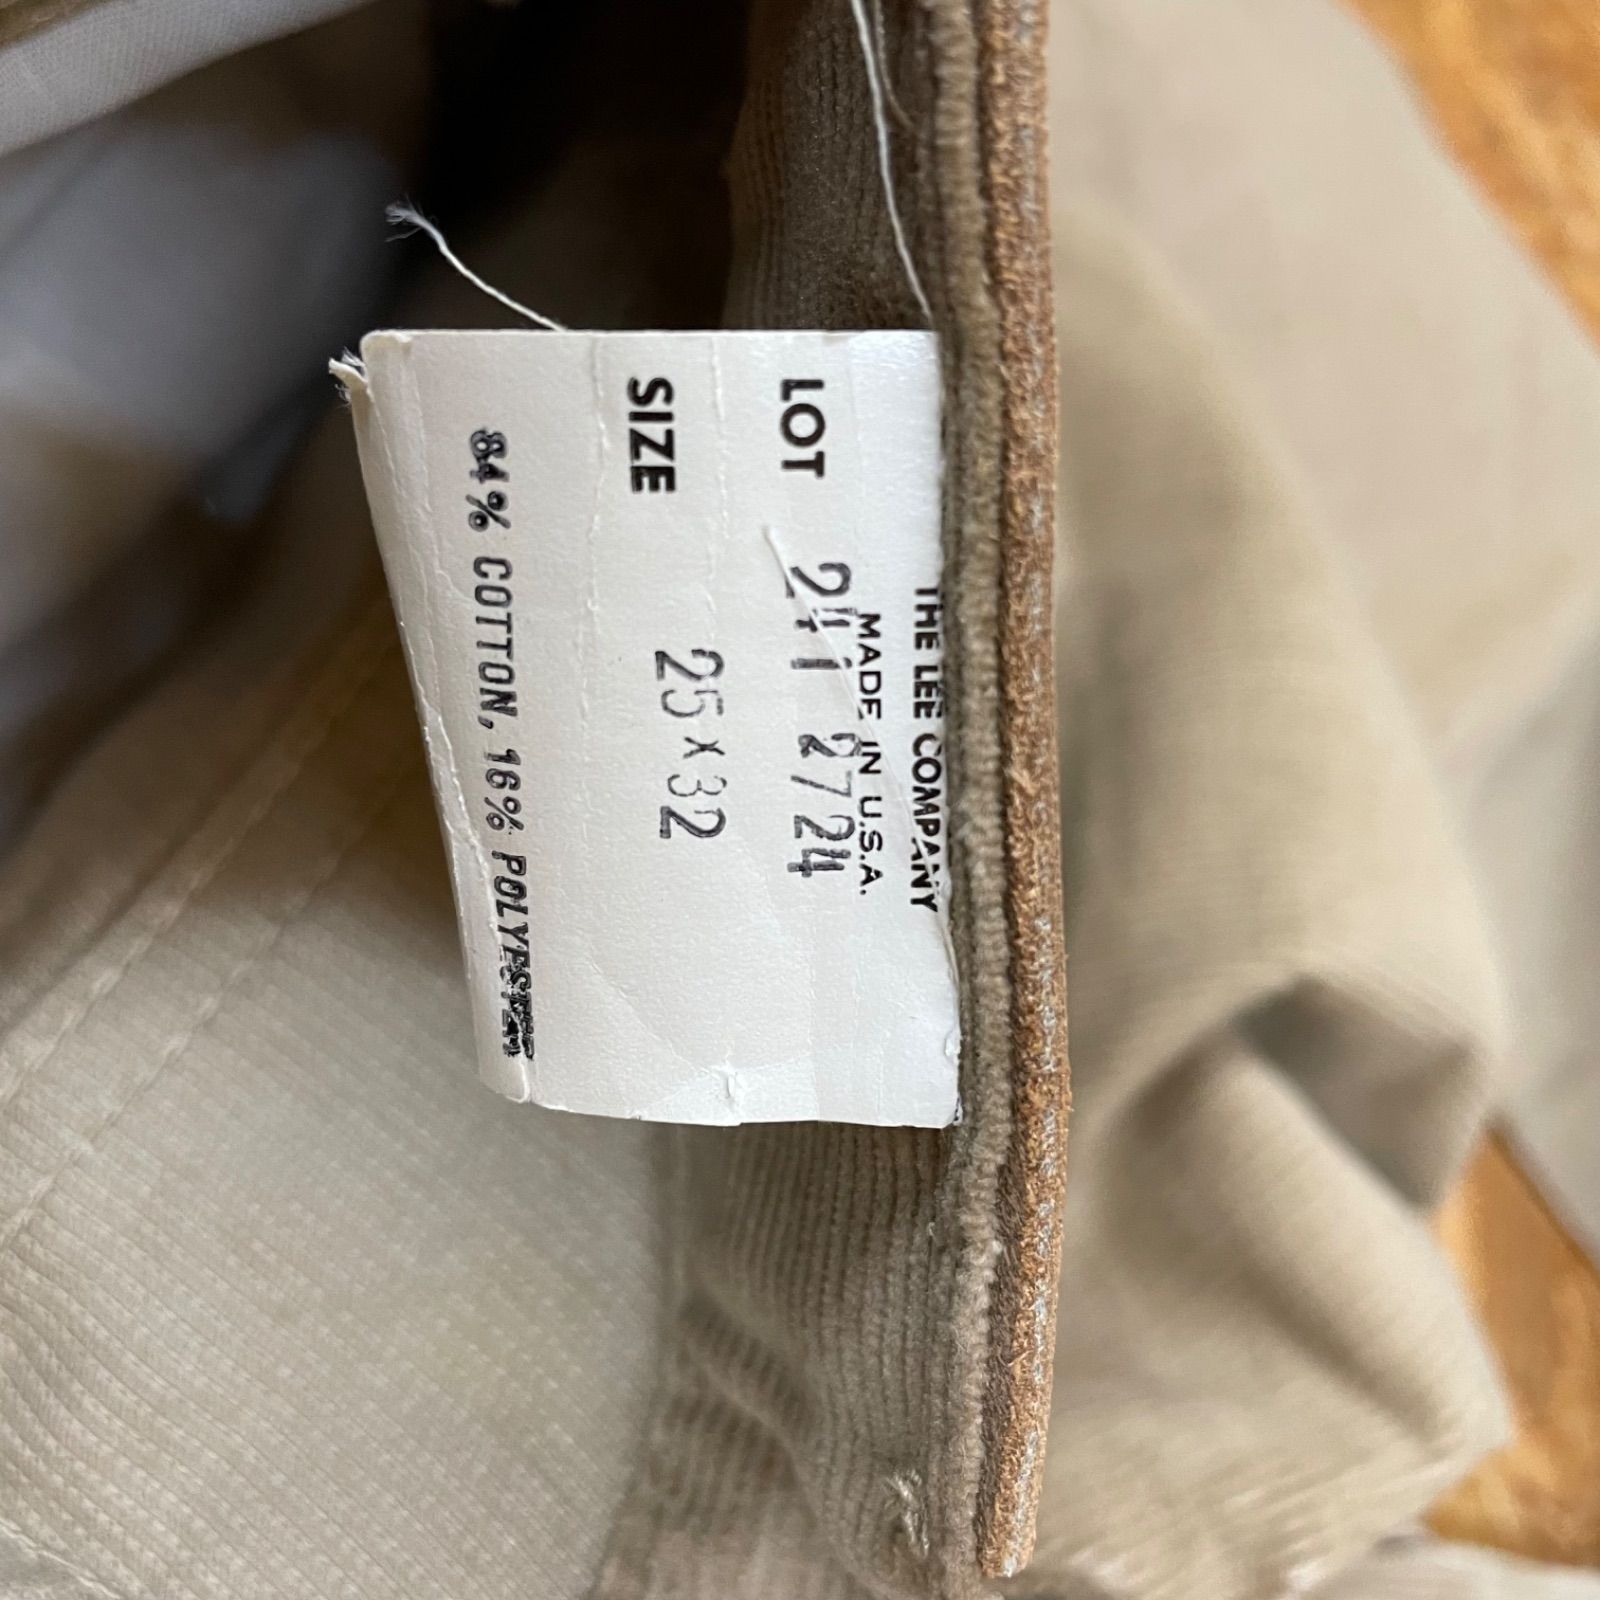 THE LEE COMPANY
MADE IN U.S.A.
LOT 241 2724
SIZE 25 x 32
84% COTTON, 16% POLYESTER